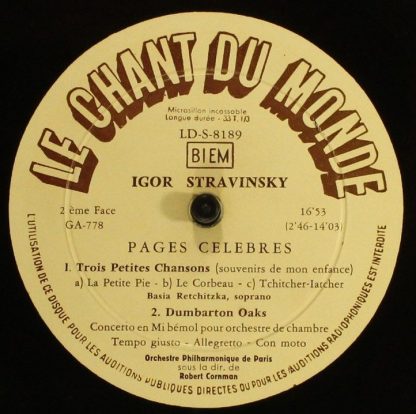 LE CHANT DU MONDE
Microsillon incassable
Longue durée - 33 T. 1/3
LD-S-8189
BIEM
IGOR STRAVINSKY
2 ème Face
16'53
GA-778
(2'46-14'03)
PAGES CELEBRES
1. Trois Petites Chansons (souvenirs de mon enfance)
a) La Petite Pie - b) Le Corbeau - c) Tchitcher-Iatcher
Basia Retchitzka, soprano
2. Dumbarton Oaks
Concerto en Mi bémol pour orchestre de chambre
Tempo giusto - Allegretto - Con moto
Orchestre Philharmonique de Paris
sous la dir. de
Robert Cornman
L'UTILISATION DE CE DISQUE POUR LES AUDITIONS PUBLIQUES DIRECTES OU POUR LES AUDITIONS RADIOPHONIQUES EST INTERDITE